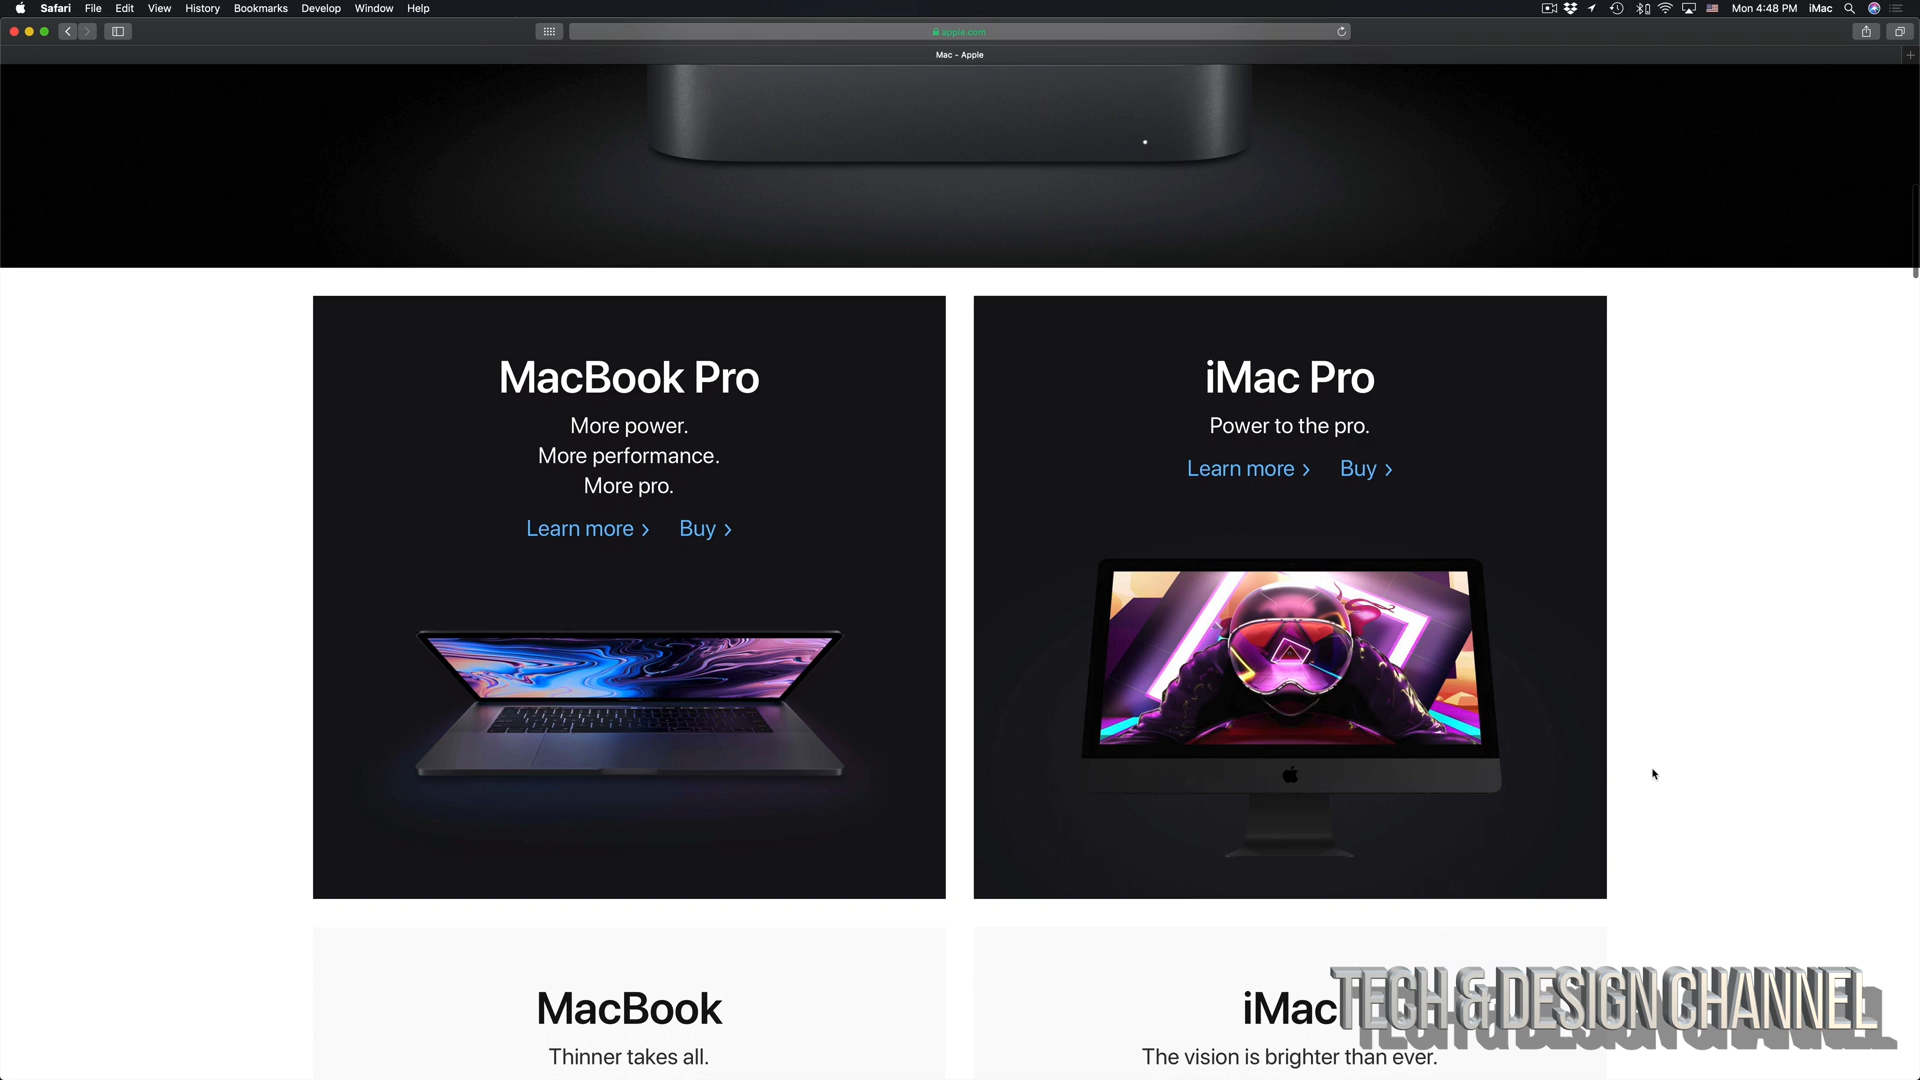 Safari File Edit View History Bookmarks Develop Window Help Mon 4:48 PM iMac
apple.com
Mac - Apple
MacBook Pro
More power.
More performance.
More pro.
Learn more > Buy >
iMac Pro
Power to the pro.
Learn more > Buy >
MacBook
Thinner takes all.
iMac
The vision is brighter than ever.
TECH & DESIGN CHANNEL